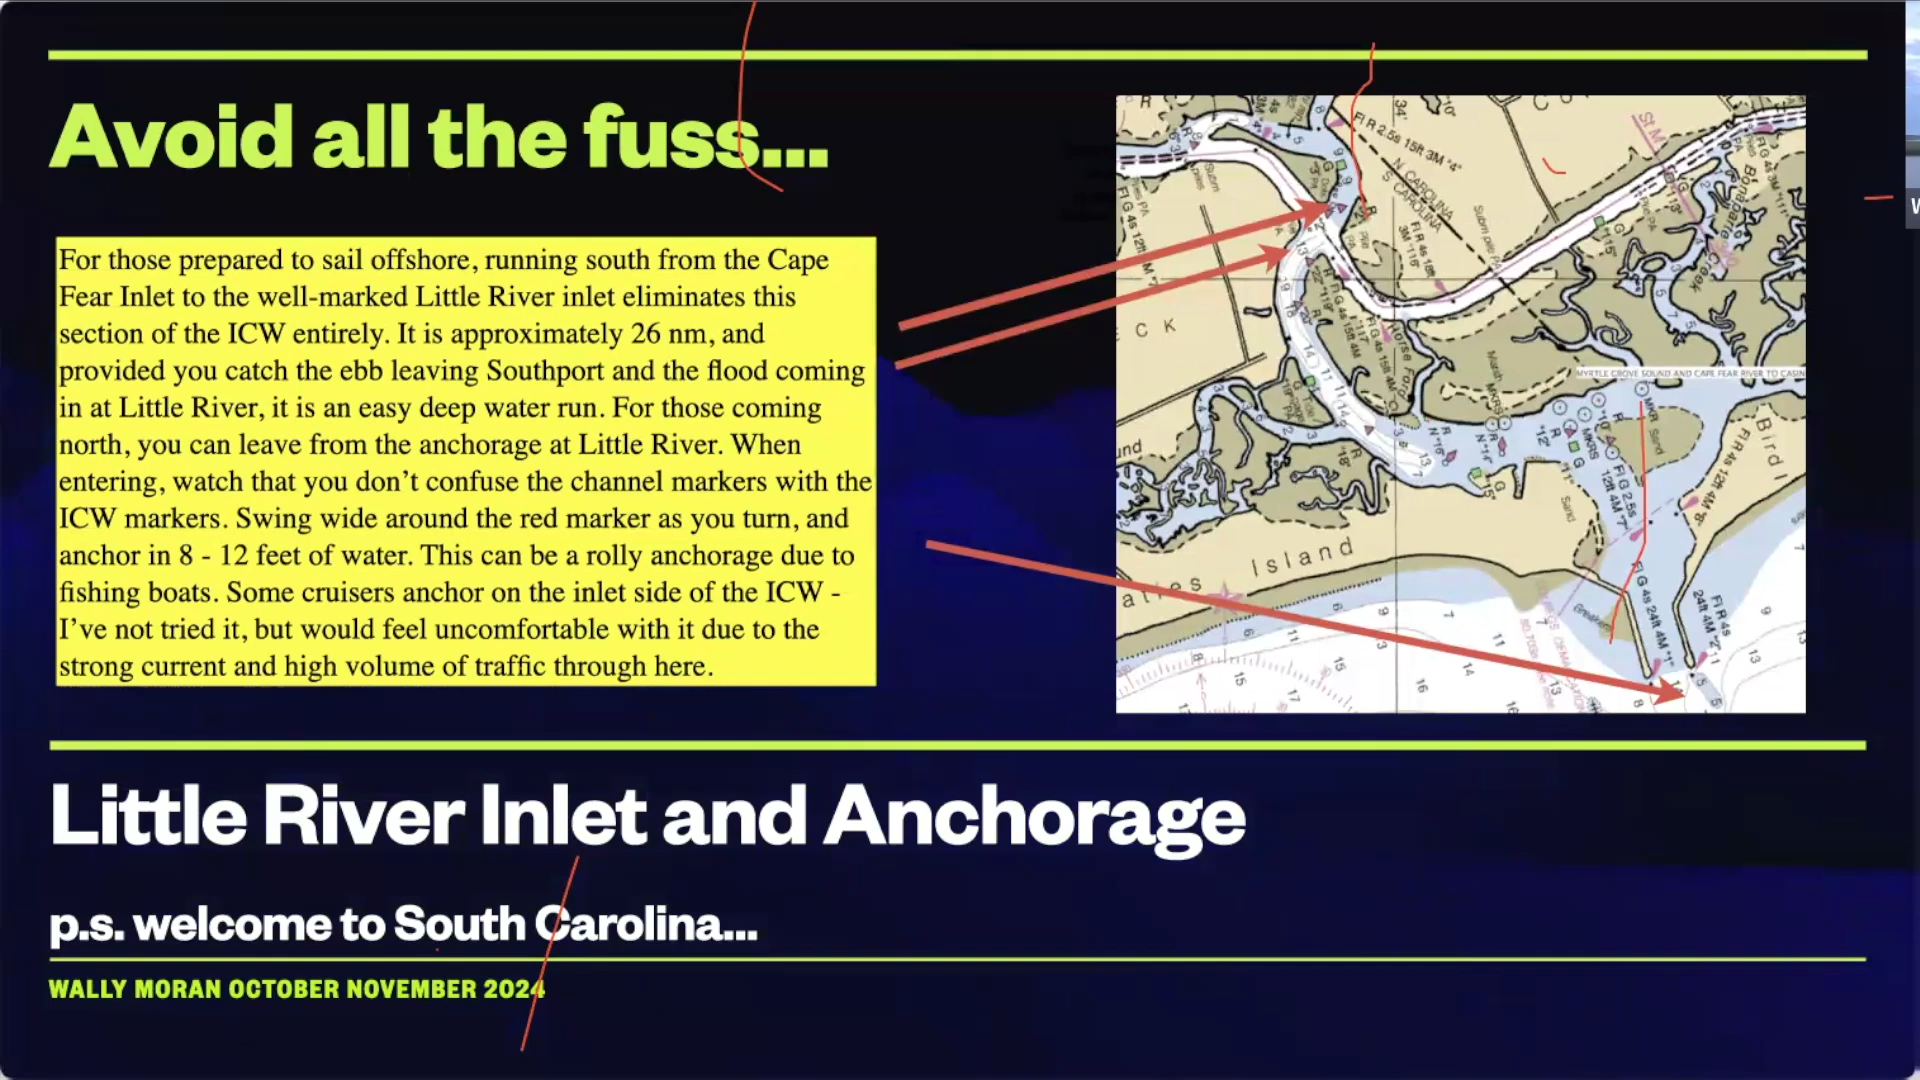 Avoid all the fuss...
For those prepared to sail offshore, running south from the Cape
Fear Inlet to the well-marked Little River inlet eliminates this
section of the ICW entirely. It is approximately 26 nm, and
provided you catch the ebb leaving Southport and the flood coming
in at Little River, it is an easy deep water run. For those coming
north, you can leave from the anchorage at Little River. When
entering, watch that you don’t confuse the channel markers with the
ICW markers. Swing wide around the red marker as you turn, and
anchor in 8 - 12 feet of water. This can be a rolly anchorage due to
fishing boats. Some cruisers anchor on the inlet side of the ICW -
I’ve not tried it, but would feel uncomfortable with it due to the
strong current and high volume of traffic through here.
Fl R 2.5s 15ft 3M "4"
N CAROLINA
S CAROLINA
Bonaparte Creek
E C K
MYRTLE GROVE SOUND AND CAPE FEAR RIVER TO CASIN
Island
Little River Inlet and Anchorage
p.s. welcome to South Carolina...
WALLY MORAN OCTOBER NOVEMBER 2024